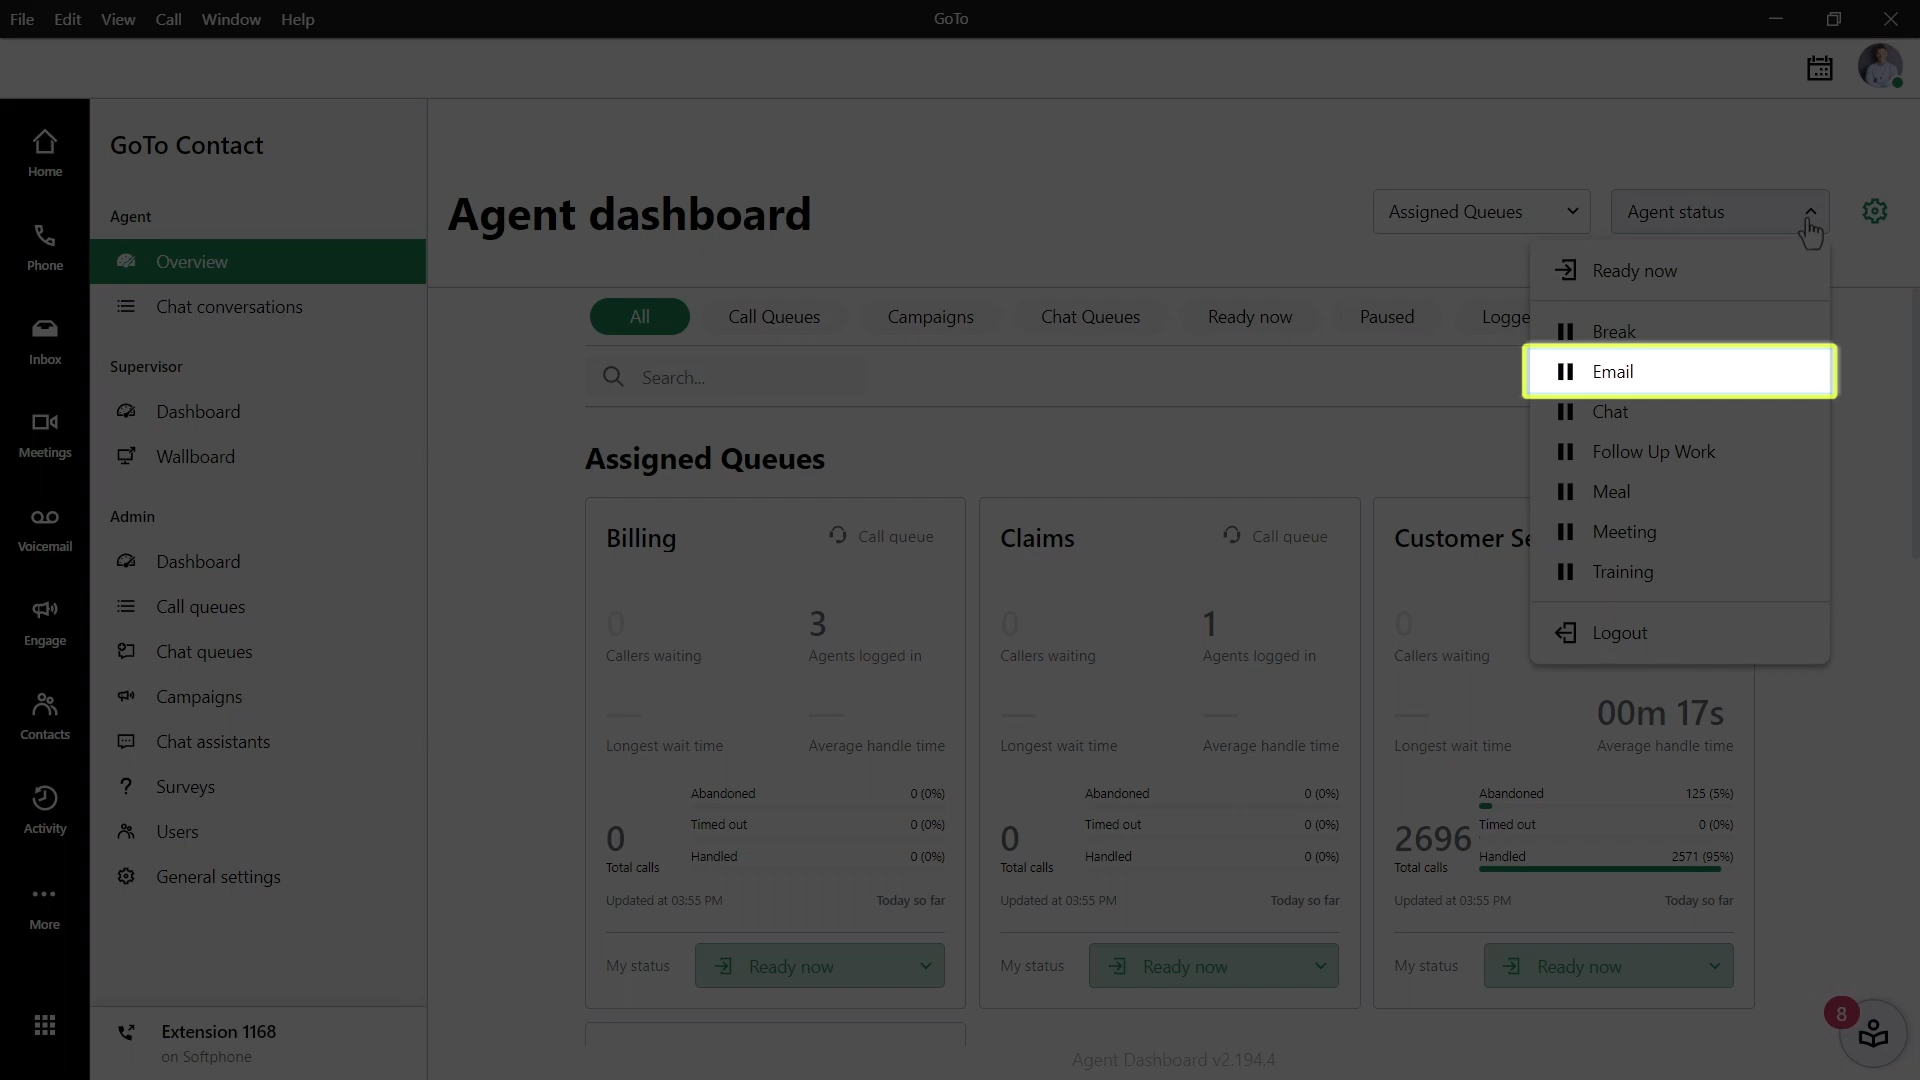 File Edit View Call Window Help
GoTo
GoTo Contact
Home
Phone
Inbox
Meetings
Voicemail
Engage
Contacts
Activity
More
Agent
Overview
Chat conversations
Supervisor
Dashboard
Wallboard
Admin
Dashboard
Call queues
Chat queues
Campaigns
Chat assistants
Surveys
Users
General settings
Extension 1168
on Softphone
Agent dashboard
Assigned Queues
Agent status
Ready now
Break
Email
Chat
Follow Up Work
Meal
Meeting
Training
Logout
All Call Queues Campaigns Chat Queues Ready now Paused Logge
Search...
Assigned Queues
Billing
Call queue
0 3
Callers waiting Agents logged in
Longest wait time Average handle time
0
Total calls
Abandoned 0 (0%)
Timed out 0 (0%)
Handled 0 (0%)
Updated at 03:55 PM Today so far
My status Ready now
Claims
Call queue
0 1
Callers waiting Agents logged in
Longest wait time Average handle time
0
Total calls
Abandoned 0 (0%)
Timed out 0 (0%)
Handled 0 (0%)
Updated at 03:55 PM Today so far
My status Ready now
Customer Se
0
Callers waiting
00m 17s
Longest wait time Average handle time
2696
Total calls
Abandoned 125 (5%)
Timed out 0 (0%)
Handled 2571 (95%)
Updated at 03:55 PM Today so far
My status Ready now
Agent Dashboard v2.194.4
8